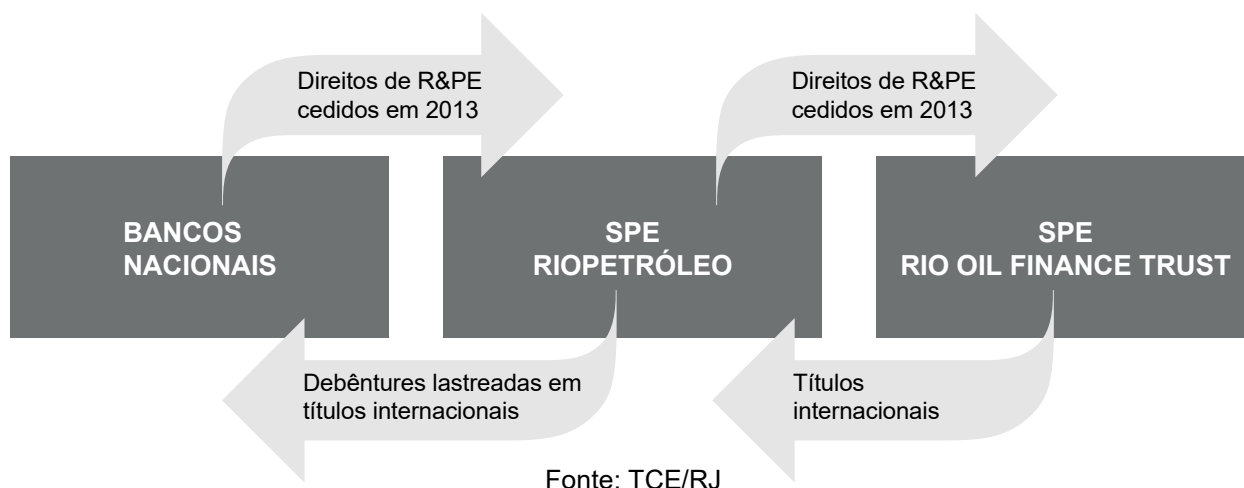 Direitos de R&PE
cedidos em 2013
Direitos de R&PE
cedidos em 2013
BANCOS
NACIONAIS
SPE
RIOPETRÓLEO
SPE
RIO OIL FINANCE TRUST
Debêntures lastreadas em
títulos internacionais
Títulos
internacionais
Fonte: TCE/RJ